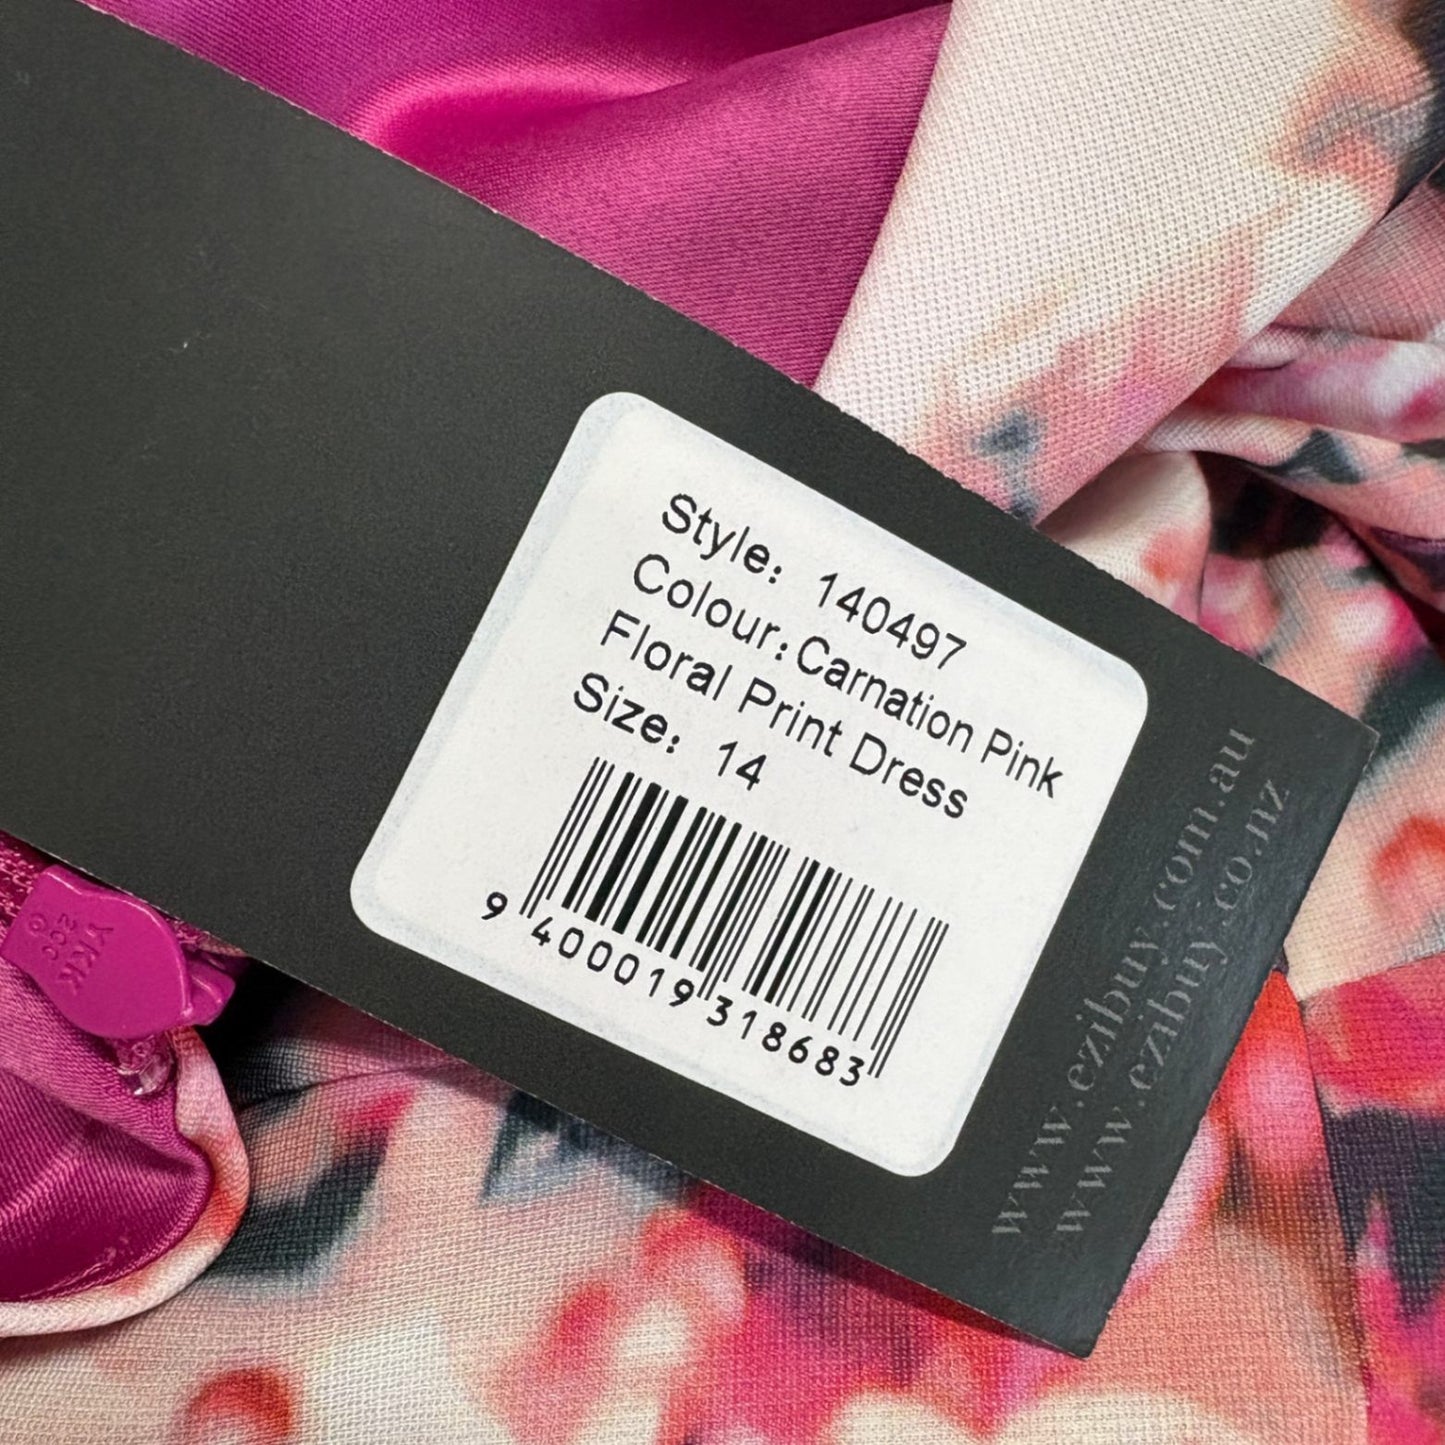 Style: 140497
Colour: Carnation Pink
Floral Print Dress
Size: 14
9 400019 318683
www.ezibuy.com.au
www.ezibuy.co.nz
YKK
2CC